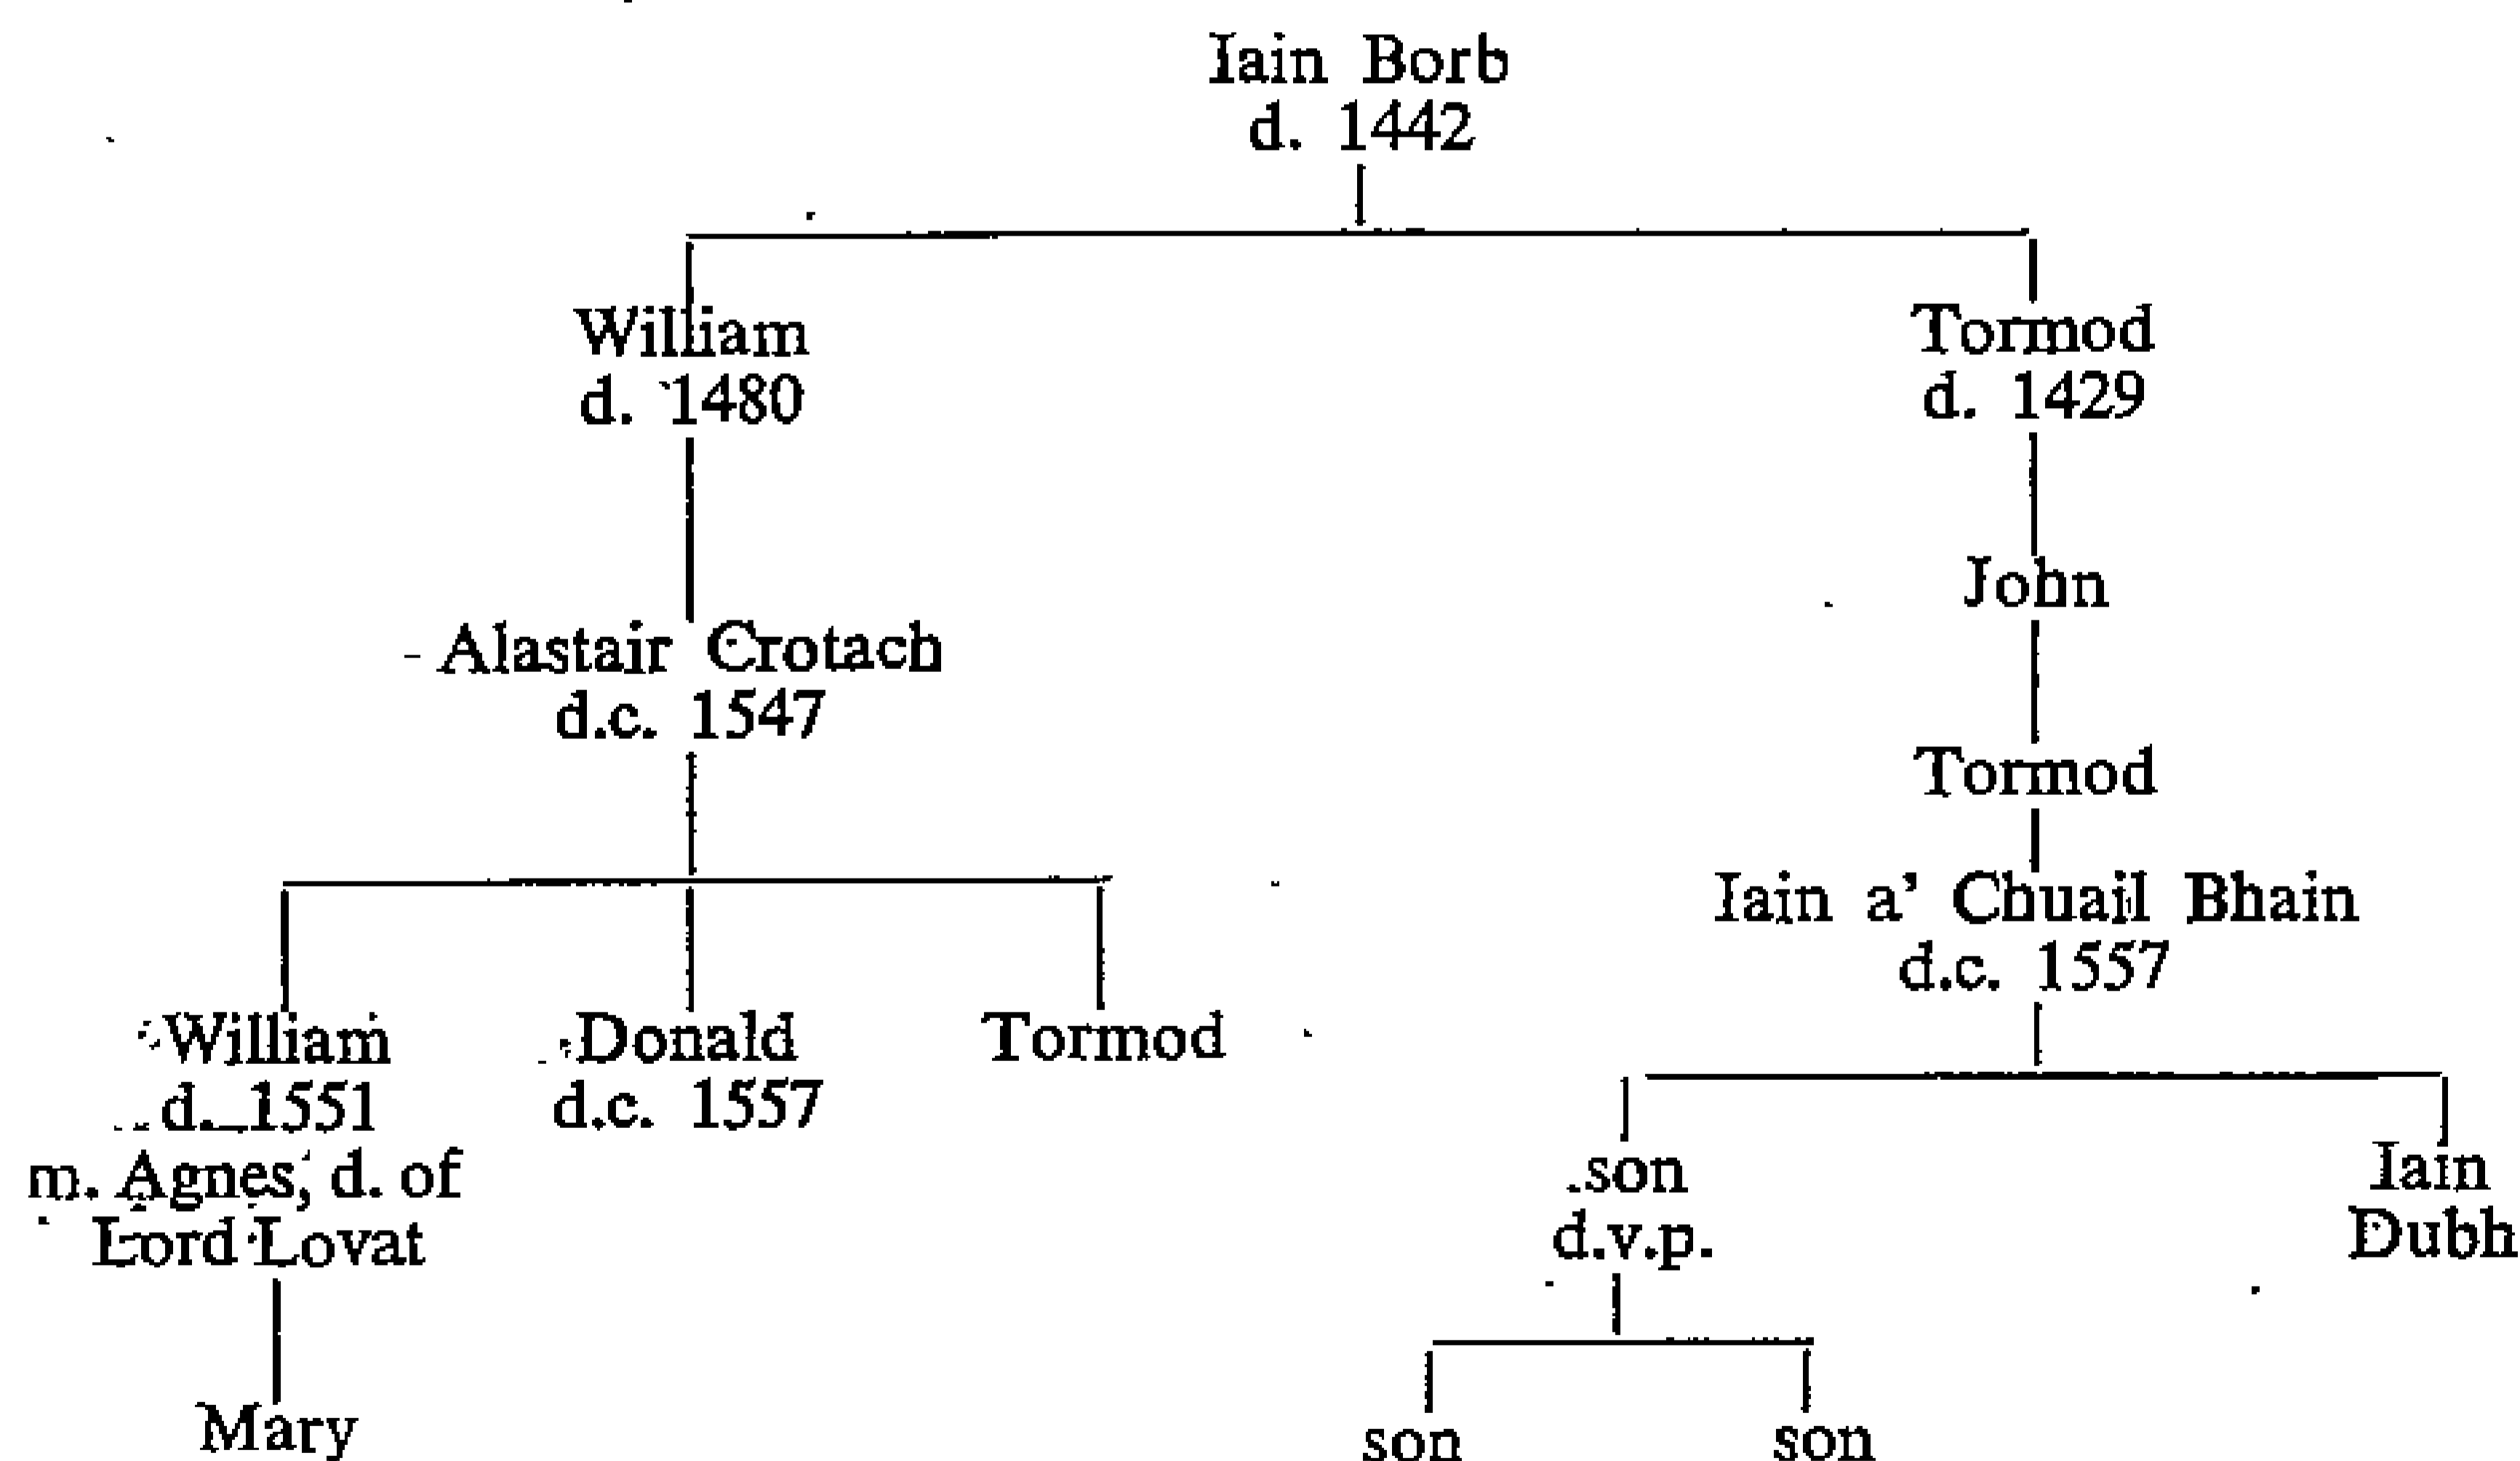 Iain Borb
d. 1442
William
d. 1480
Tormod
d. 1429
John
Alastair Crotach
d.c. 1547
Tormod
Iain a' Chuail Bhain
d.c. 1557
William
d. 1551
m. Agnes, d. of
Lord Lovat
Donald
d.c. 1557
Tormod
son
d.v.p.
Iain
Dubh
Mary
son
son